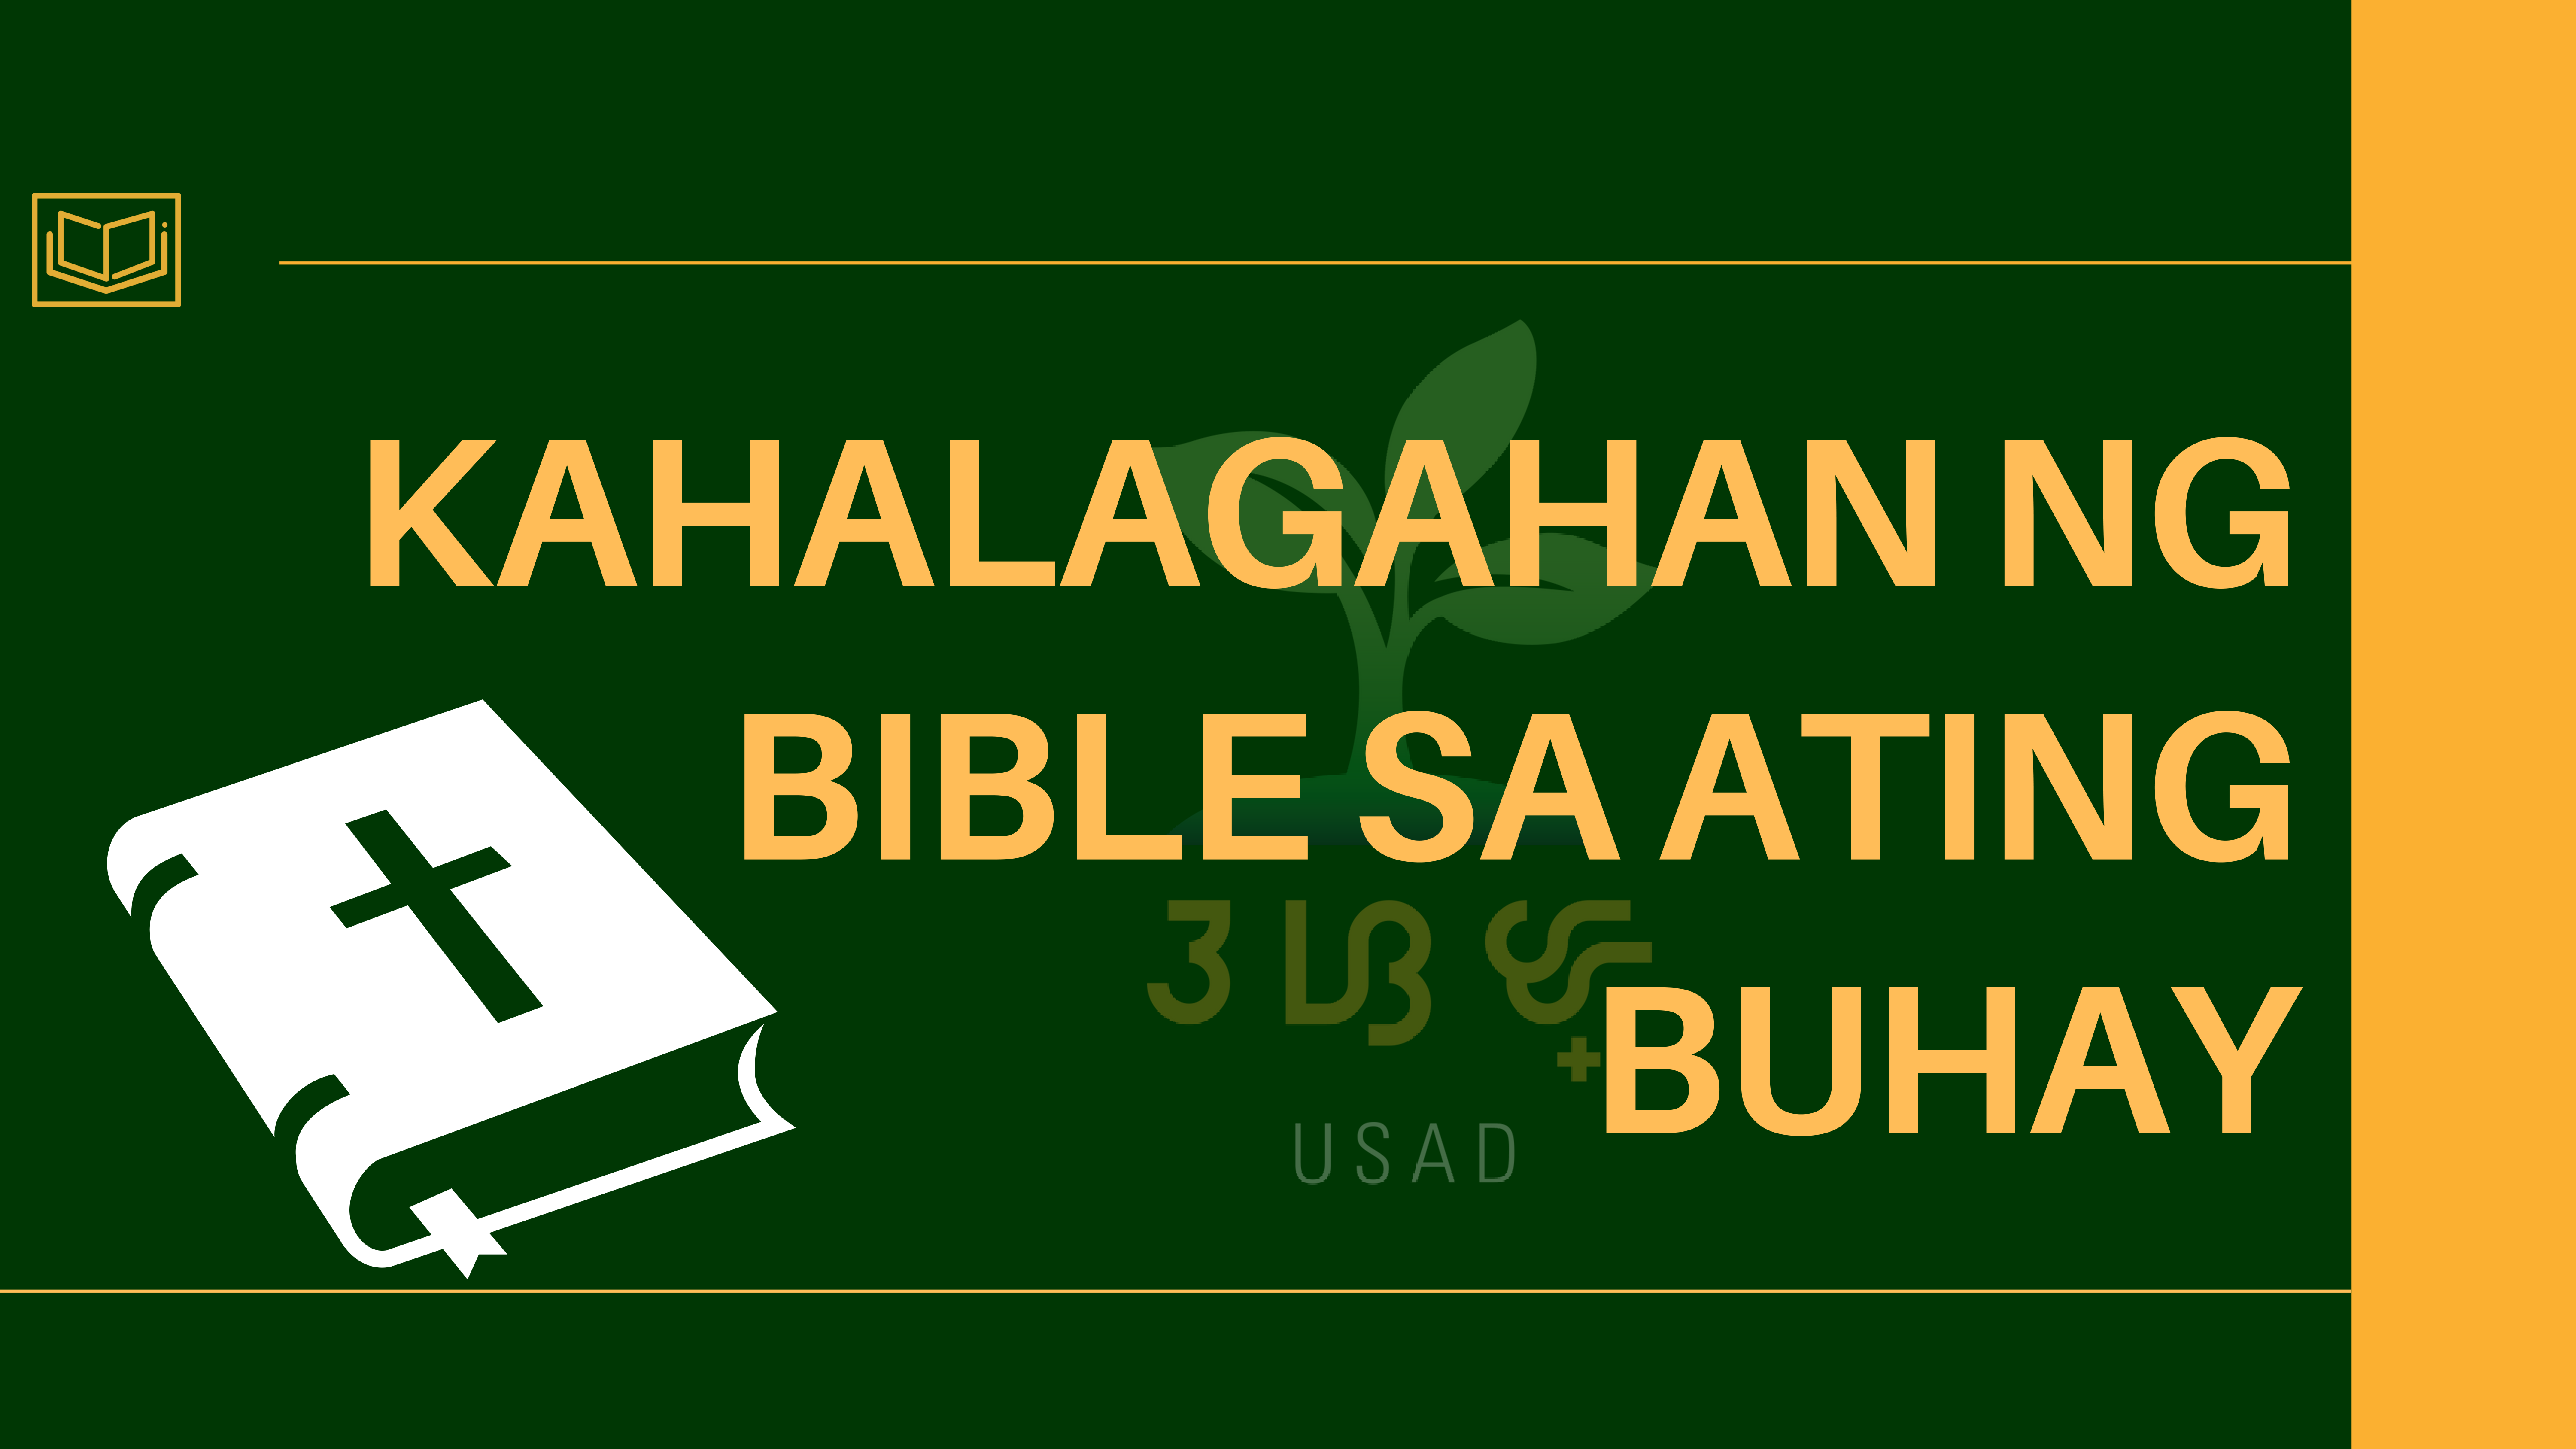 KAHALAGAHAN NG
BIBLE SA ATING
BUHAY
USAD